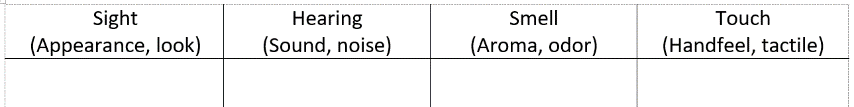 Sight
(Appearance, look)
Hearing
(Sound, noise)
Smell
(Aroma, odor)
Touch
(Handfeel, tactile)